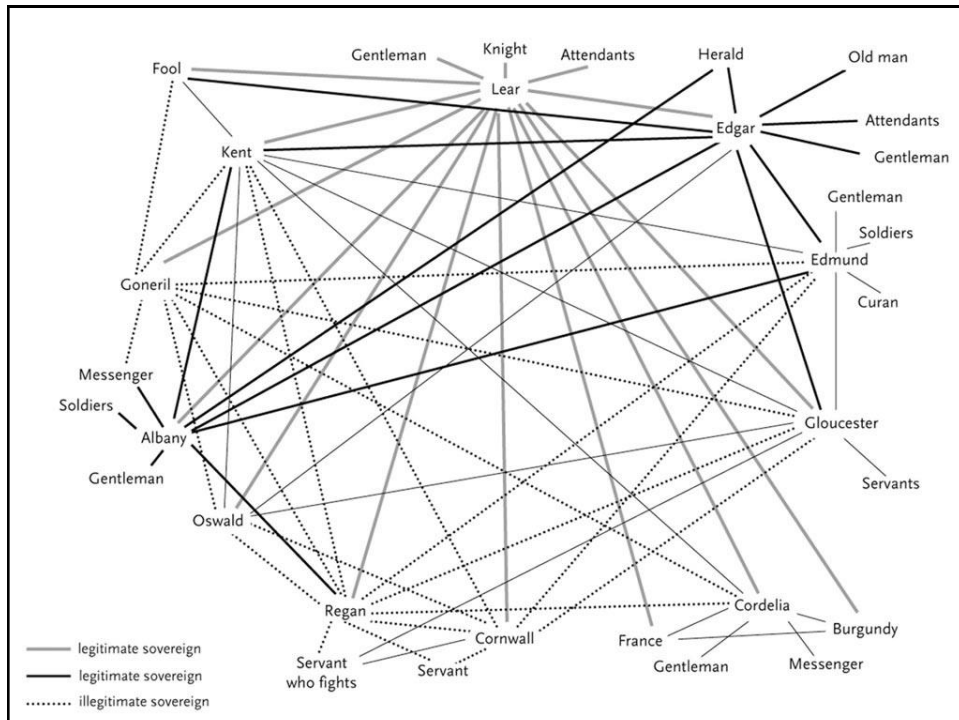 Gentleman
Knight
Attendants
Herald
Old man
Fool
Lear
Edgar
Attendants
Kent
Gentleman
Gentleman
Soldiers
Edmund
Goneril
Curan
Messenger
Soldiers
Albany
Gloucester
Gentleman
Servants
Oswald
Regan
Cordelia
Cornwall
France
Burgundy
Servant
who fights
Servant
Gentleman
Messenger
legitimate sovereign
legitimate sovereign
illegitimate sovereign